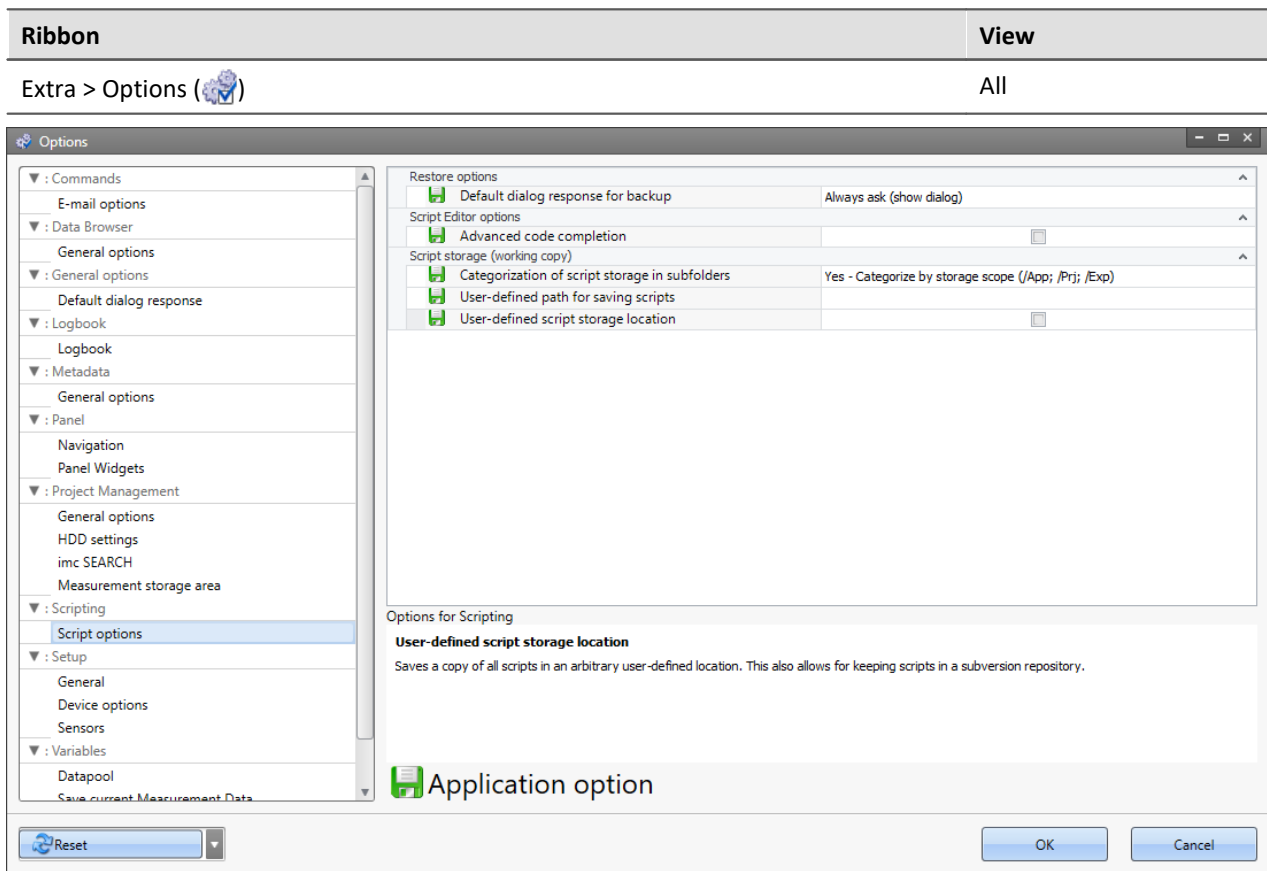 Ribbon View
Extra > Options ( ) All
Options
▼ : Commands
E-mail options
▼ : Data Browser
General options
▼ : General options
Default dialog response
▼ : Logbook
Logbook
▼ : Metadata
General options
▼ : Panel
Navigation
Panel Widgets
▼ : Project Management
General options
HDD settings
imc SEARCH
Measurement storage area
▼ : Scripting
Script options
▼ : Setup
General
Device options
Sensors
▼ : Variables
Datapool
Save current Measurement Data
Restore options
Default dialog response for backup Always ask (show dialog)
Script Editor options
Advanced code completion
Script storage (working copy)
Categorization of script storage in subfolders Yes - Categorize by storage scope (/App; /Prj; /Exp)
User-defined path for saving scripts
User-defined script storage location
Options for Scripting
User-defined script storage location
Saves a copy of all scripts in an arbitrary user-defined location. This also allows for keeping scripts in a subversion repository.
Application option
Reset OK Cancel